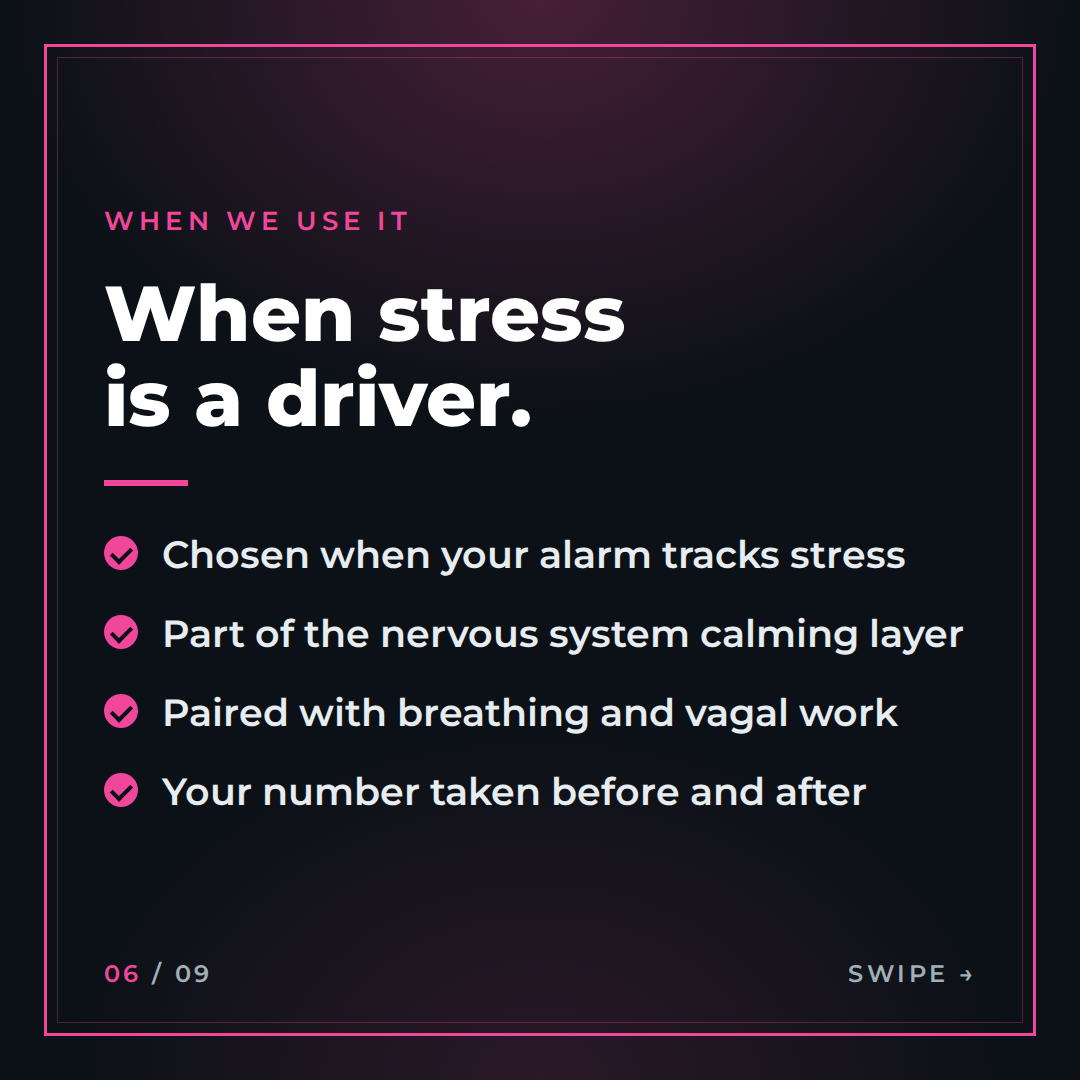 WHEN WE USE IT
When stress
is a driver.
Chosen when your alarm tracks stress
Part of the nervous system calming layer
Paired with breathing and vagal work
Your number taken before and after
06 / 09
SWIPE →